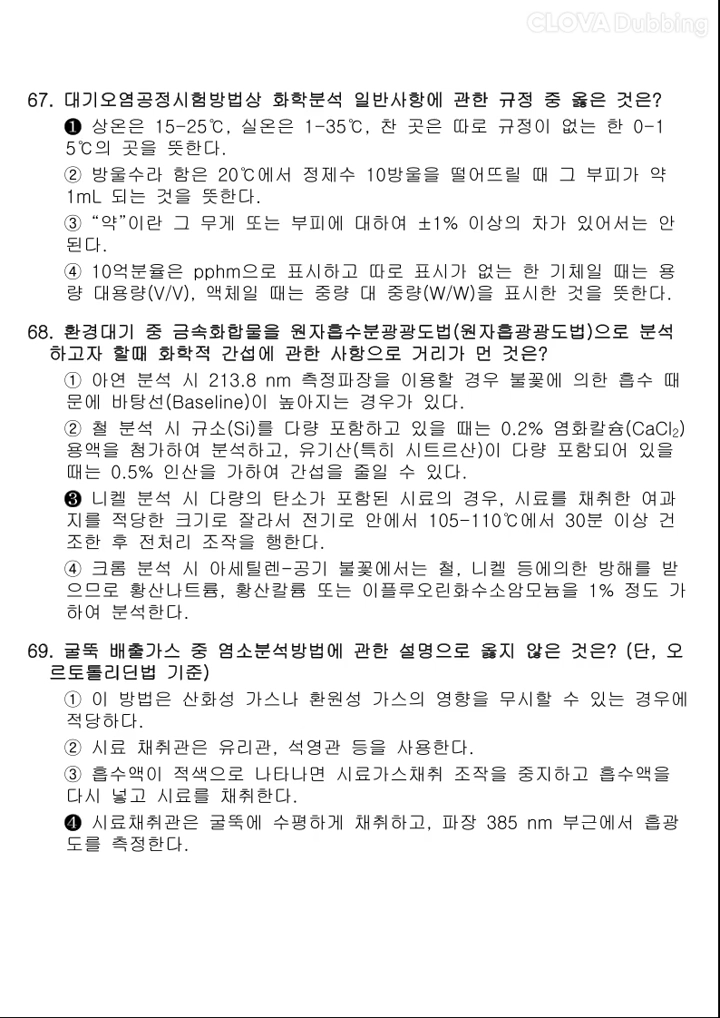 CLOVA Dubbing
67. 대기오염공정시험방법상 화학분석 일반사항에 관한 규정 중 옳은 것은?
❶ 상온은 15-25℃, 실온은 1-35℃, 찬 곳은 따로 규정이 없는 한 0-1
5℃의 곳을 뜻한다.
② 방울수라 함은 20℃에서 정제수 10방울을 떨어뜨릴 때 그 부피가 약
1mL 되는 것을 뜻한다.
③ “약”이란 그 무게 또는 부피에 대하여 ±1% 이상의 차가 있어서는 안
된다.
④ 10억분율은 pphm으로 표시하고 따로 표시가 없는 한 기체일 때는 용
량 대용량(V/V), 액체일 때는 중량 대 중량(W/W)을 표시한 것을 뜻한다.
68. 환경대기 중 금속화합물을 원자흡수분광광도법(원자흡광광도법)으로 분석
하고자 할때 화학적 간섭에 관한 사항으로 거리가 먼 것은?
① 아연 분석 시 213.8 nm 측정파장을 이용할 경우 불꽃에 의한 흡수 때
문에 바탕선(Baseline)이 높아지는 경우가 있다.
② 철 분석 시 규소(Si)를 다량 포함하고 있을 때는 0.2% 염화칼슘(CaCl₂)
용액을 첨가하여 분석하고, 유기산(특히 시트르산)이 다량 포함되어 있을
때는 0.5% 인산을 가하여 간섭을 줄일 수 있다.
❸ 니켈 분석 시 다량의 탄소가 포함된 시료의 경우, 시료를 채취한 여과
지를 적당한 크기로 잘라서 전기로 안에서 105-110℃에서 30분 이상 건
조한 후 전처리 조작을 행한다.
④ 크롬 분석 시 아세틸렌-공기 불꽃에서는 철, 니켈 등에의한 방해를 받
으므로 황산나트륨, 황산칼륨 또는 이플루오린화수소암모늄을 1% 정도 가
하여 분석한다.
69. 굴뚝 배출가스 중 염소분석방법에 관한 설명으로 옳지 않은 것은? (단, 오
르토톨리딘법 기준)
① 이 방법은 산화성 가스나 환원성 가스의 영향을 무시할 수 있는 경우에
적당하다.
② 시료 채취관은 유리관, 석영관 등을 사용한다.
③ 흡수액이 적색으로 나타나면 시료가스채취 조작을 중지하고 흡수액을
다시 넣고 시료를 채취한다.
❹ 시료채취관은 굴뚝에 수평하게 채취하고, 파장 385 nm 부근에서 흡광
도를 측정한다.